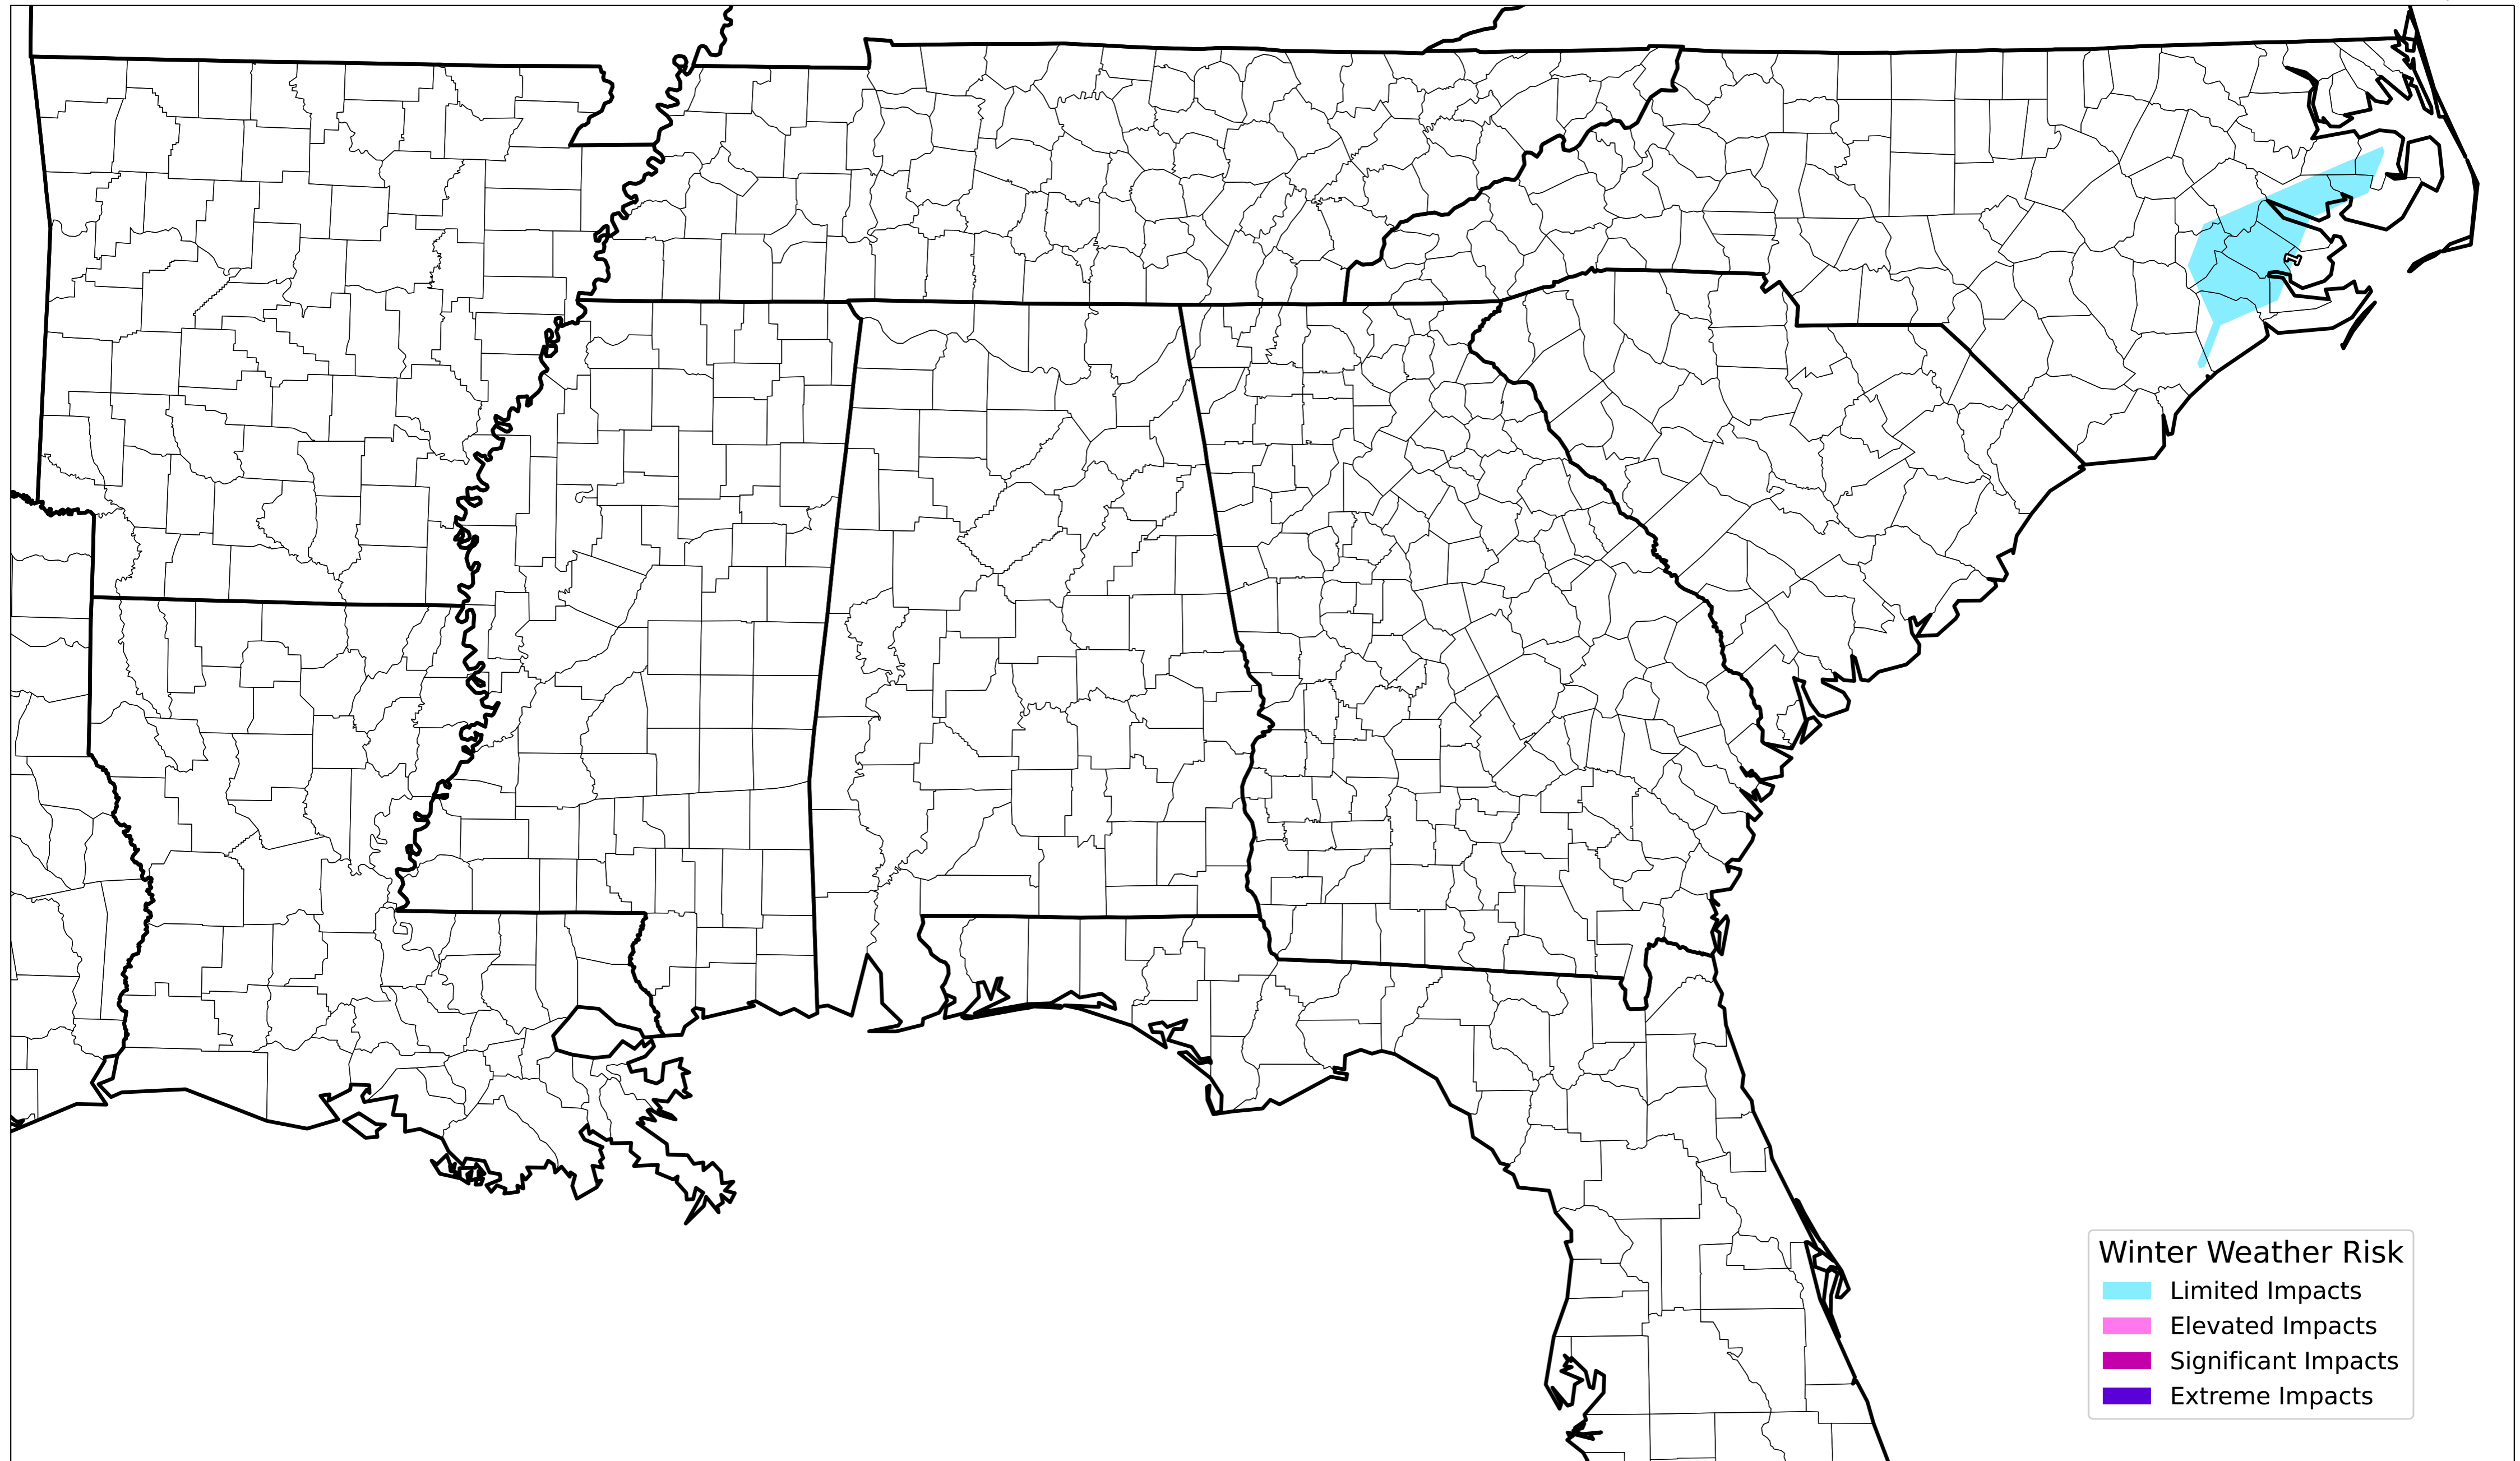 Winter Weather Risk
Limited Impacts
Elevated Impacts
Significant Impacts
Extreme Impacts